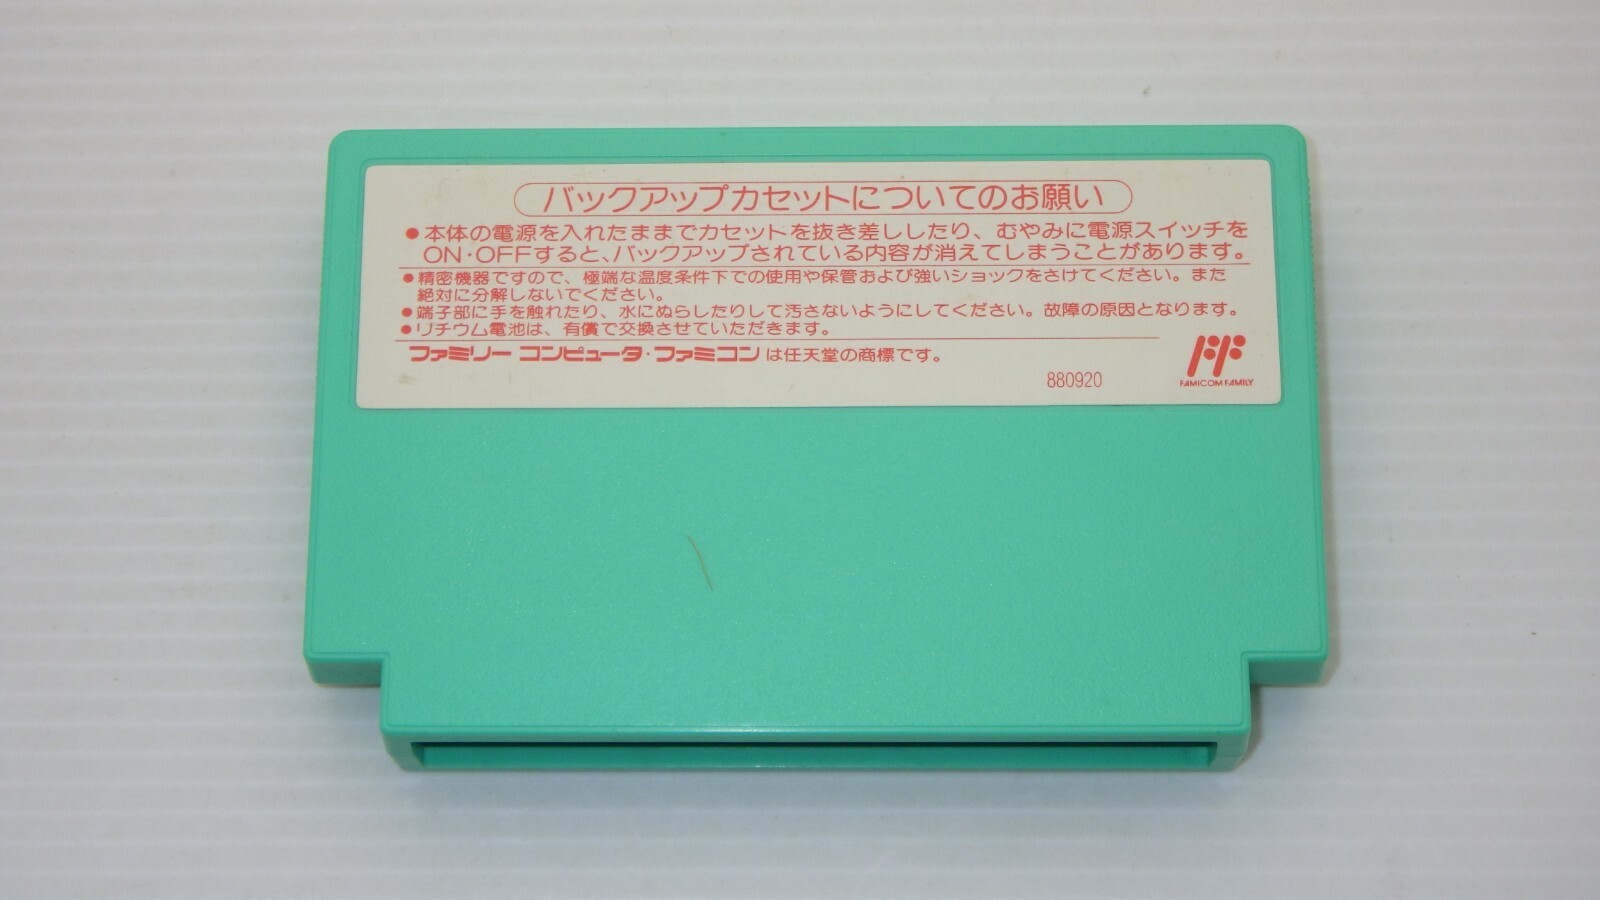 バックアップカセットについてのお願い
●本体の電源を入れたままでカセットを抜き差ししたり、むやみに電源スイッチを
ON・OFFすると、バックアップされている内容が消えてしまうことがあります。
●精密機器ですので、極端な温度条件下での使用や保管および強いショックをさけてください。また
絶対に分解しないでください。
●端子部に手を触れたり、水にぬらしたりして汚さないようにしてください。故障の原因となります。
●リチウム電池は、有償で交換させていただきます。
ファミリーコンピュータ・ファミコンは任天堂の商標です。
880920
FAMICOM FAMILY